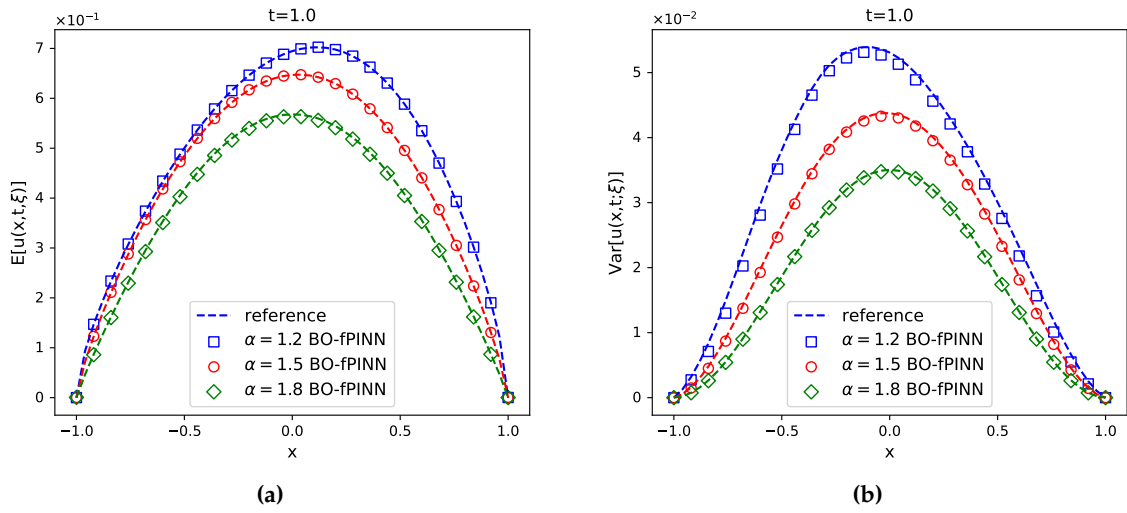 t=1.0
×10⁻¹
7
6
5
4
3
2
1
0
E[u(x,t,ξ)]
−1.0 −0.5 0.0 0.5 1.0
x
reference
α = 1.2 BO-fPINN
α = 1.5 BO-fPINN
α = 1.8 BO-fPINN
(a)
t=1.0
×10⁻²
5
4
3
2
1
0
Var[u(x,t;ξ)]
−1.0 −0.5 0.0 0.5 1.0
x
reference
α = 1.2 BO-fPINN
α = 1.5 BO-fPINN
α = 1.8 BO-fPINN
(b)